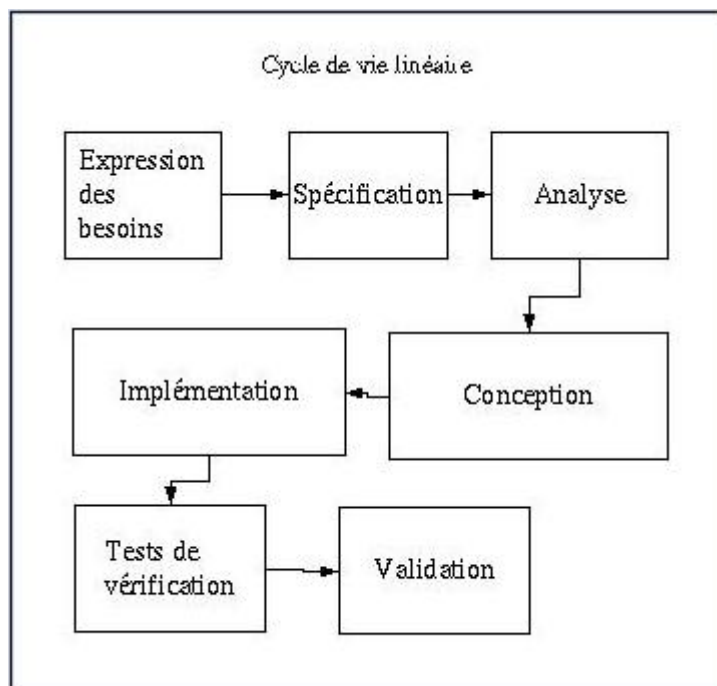 Cycle de vie linéaire
Expression
des
besoins
Spécification
Analyse
Conception
Implémentation
Tests de
vérification
Validation